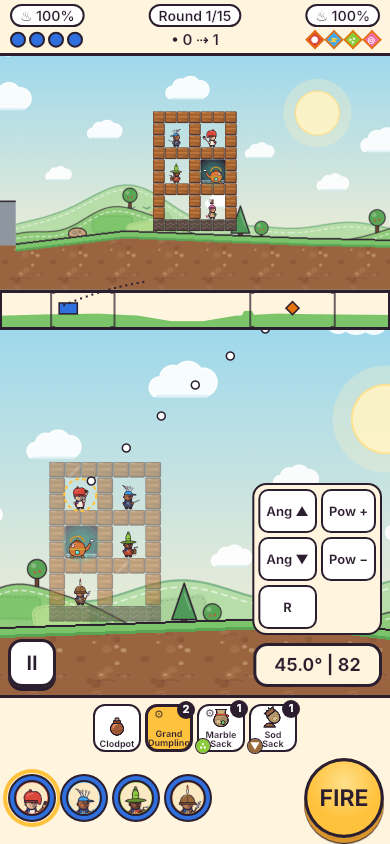 ♨ 100%
Round 1/15
♨ 100%
• 0 ⇢ 1
Ang ▲
Pow +
Ang ▼
Pow −
R
45.0° | 82
2
1
1
Clodpot
Grand
Dumpling
Marble
Sack
Sod
Sack
FIRE